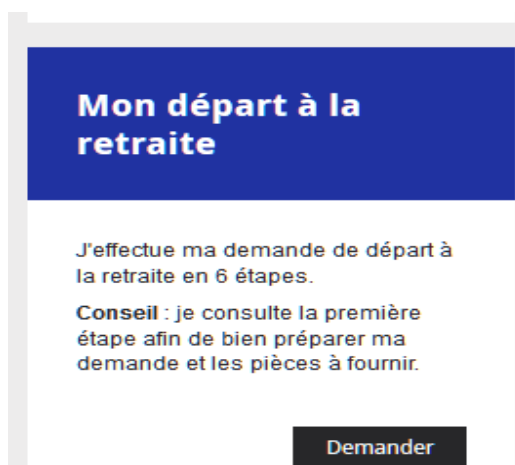 Mon départ à la
retraite
J'effectue ma demande de départ à
la retraite en 6 étapes.
Conseil : je consulte la première
étape afin de bien préparer ma
demande et les pièces à fournir.
Demander